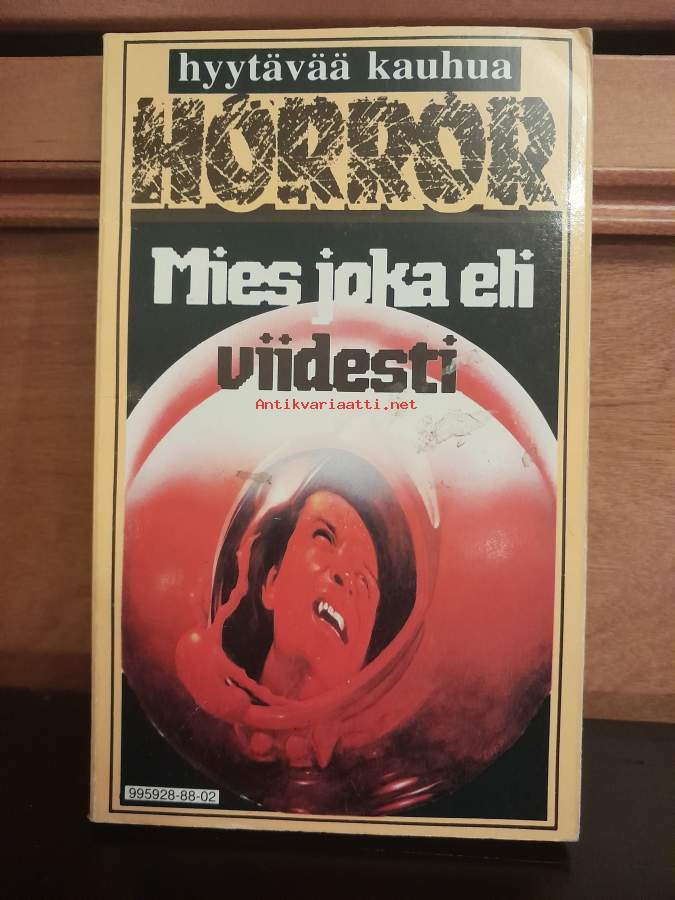 hyytävää kauhua
HORROR
Mies joka eli
viidesti
Antikvariaatti.net
995928-88-02